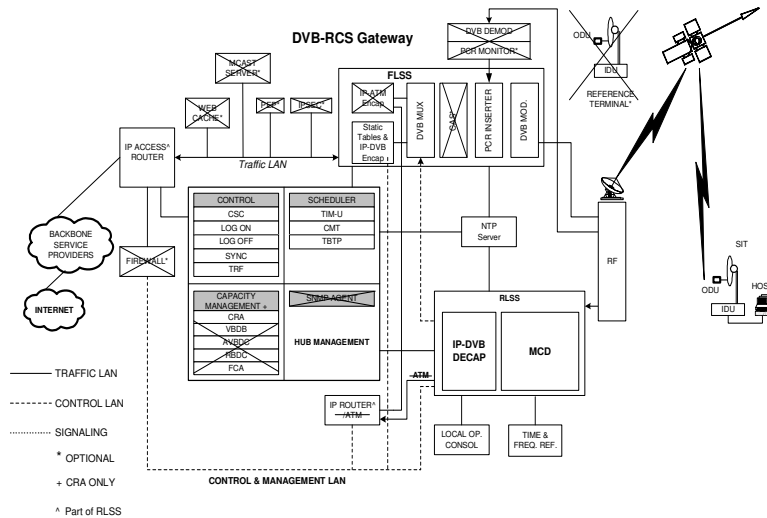 DVB-RCS Gateway
DVB DEMOD
PCR MONITOR*
ODU
IDU
REFERENCE
TERMINAL*
MCAST
SERVER*
FLSS
WEB
CACHE*
PEP*
IPSEC*
IP-ATM
Encap
Static
Tables &
IP-DVB
Encap
DVB MUX
CAS*
PCR INSERTER
DVB MOD.
IP ACCESS^
ROUTER
Traffic LAN
CONTROL
CSC
LOG ON
LOG OFF
SYNC
TRF
SCHEDULER
TIM-U
CMT
TBTP
NTP
Server
RF
BACKBONE
SERVICE
PROVIDERS
FIREWALL*
INTERNET
SIT
ODU
IDU
HOST
CAPACITY
MANAGEMENT +
CRA
VBDB
AVBDC
RBDC
FCA
SNMP AGENT
HUB MANAGEMENT
RLSS
IP-DVB
DECAP
MCD
ATM
IP ROUTER^
/ATM
LOCAL OP.
CONSOL
TIME &
FREQ. REF.
TRAFFIC LAN
CONTROL LAN
SIGNALING
* OPTIONAL
+ CRA ONLY
^ Part of RLSS
CONTROL & MANAGEMENT LAN